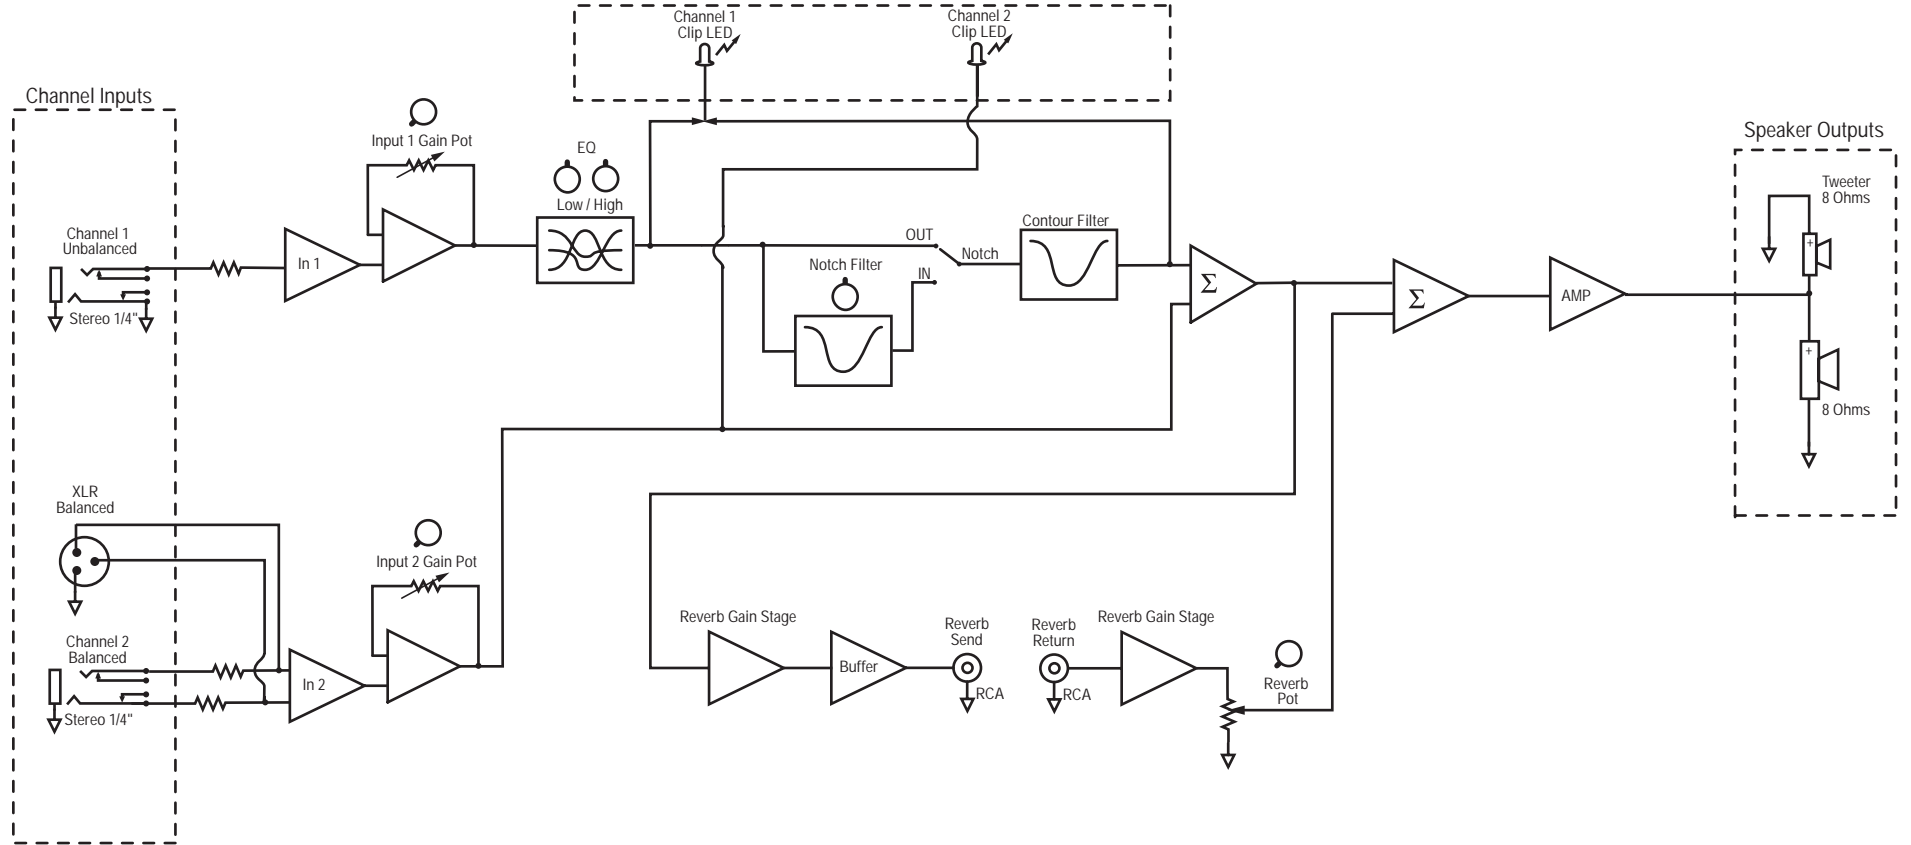 Channel 1
Clip LED
Channel 2
Clip LED
Channel Inputs
Input 1 Gain Pot
EQ
Low / High
Speaker Outputs
Tweeter
8 Ohms
+
Channel 1
Unbalanced
Stereo 1/4"
In 1
OUT
Notch
IN
Notch Filter
Contour Filter
Σ
Σ
AMP
+
8 Ohms
XLR
Balanced
Input 2 Gain Pot
Channel 2
Balanced
Stereo 1/4"
In 2
Reverb Gain Stage
Buffer
Reverb
Send
RCA
Reverb
Return
RCA
Reverb Gain Stage
Reverb
Pot